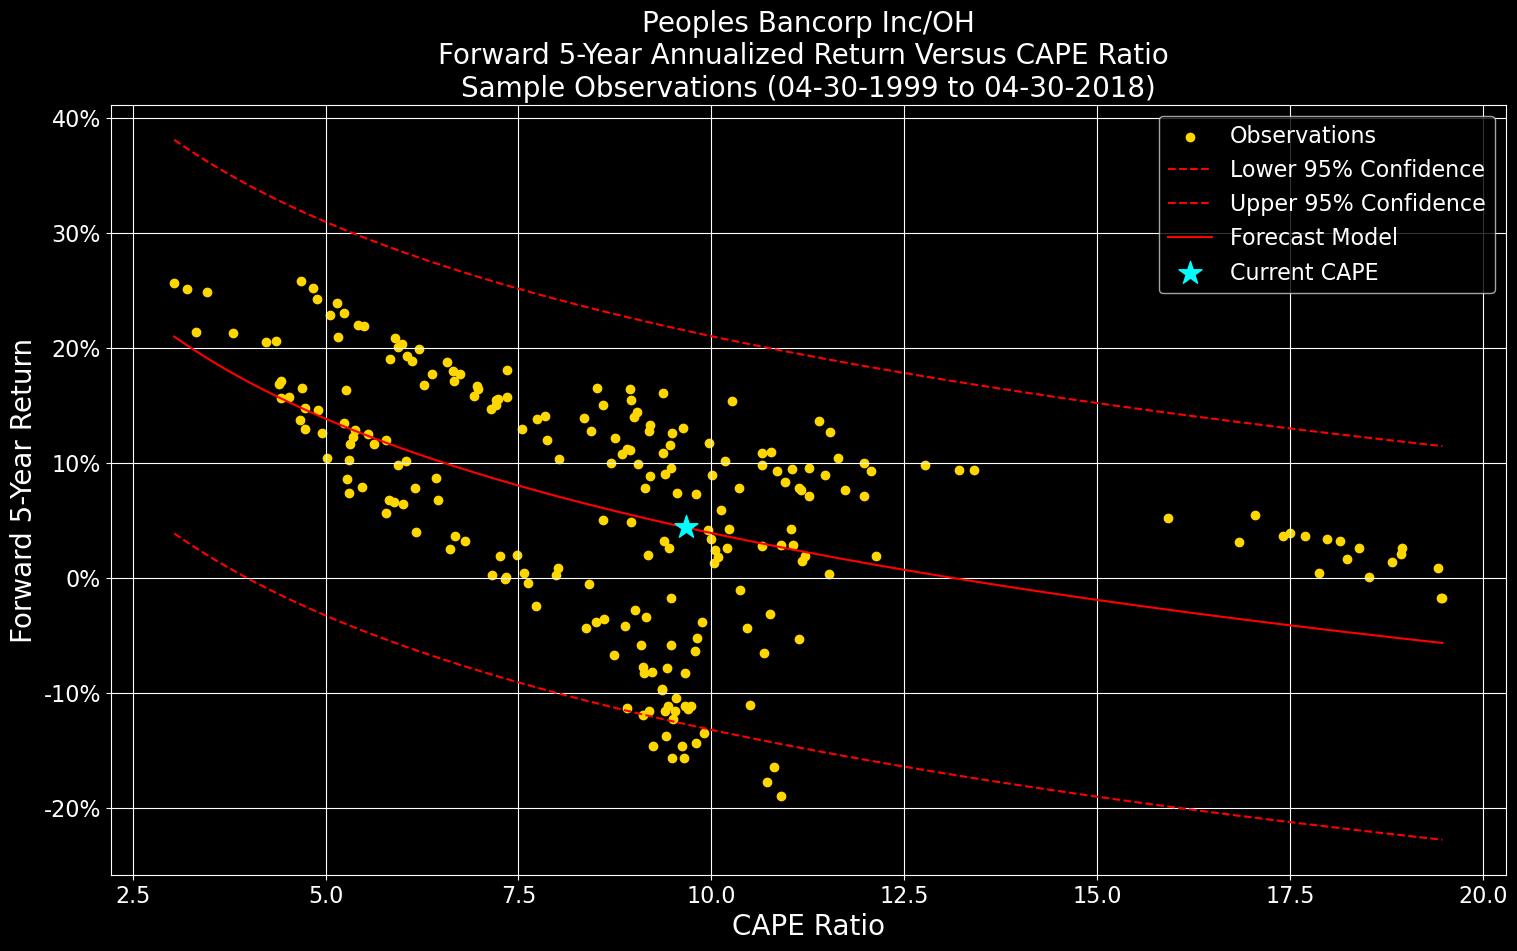 Peoples Bancorp Inc/OH
Forward 5-Year Annualized Return Versus CAPE Ratio
Sample Observations (04-30-1999 to 04-30-2018)
Observations
Lower 95% Confidence
Upper 95% Confidence
Forecast Model
Current CAPE
Forward 5-Year Return
40%
30%
20%
10%
0%
-10%
-20%
2.5 5.0 7.5 10.0 12.5 15.0 17.5 20.0
CAPE Ratio